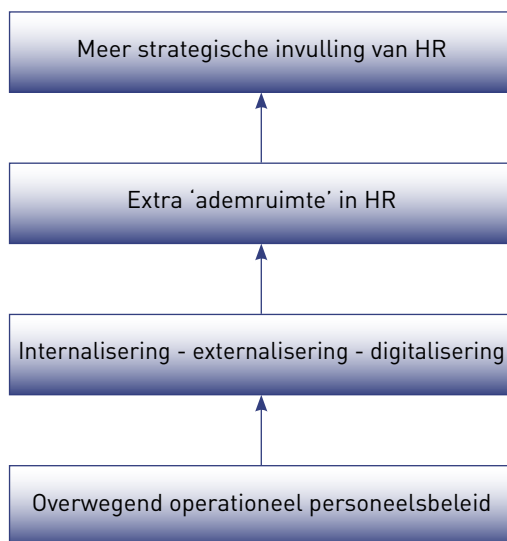 Meer strategische invulling van HR
Extra ‘ademruimte’ in HR
Internalisering - externalisering - digitalisering
Overwegend operationeel personeelsbeleid